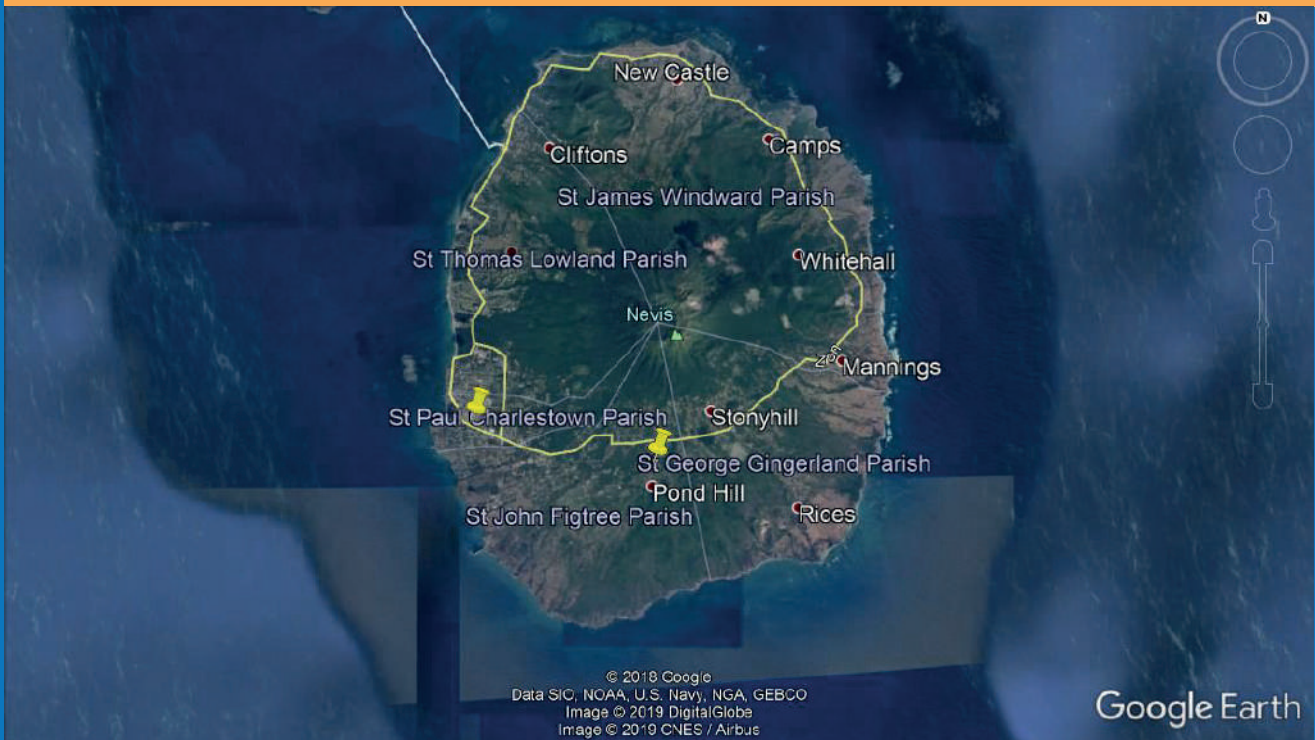 N
New Castle
Cliftons
Camps
St James Windward Parish
St Thomas Lowland Parish
Whitehall
Nevis
Mannings
St Paul Charlestown Parish
Stonyhill
St George Gingerland Parish
Pond Hill
St John Figtree Parish
Rices
© 2018 Google
Data SIO, NOAA, U.S. Navy, NGA, GEBCO
Image © 2019 DigitalGlobe
Image © 2019 CNES / Airbus
Google Earth